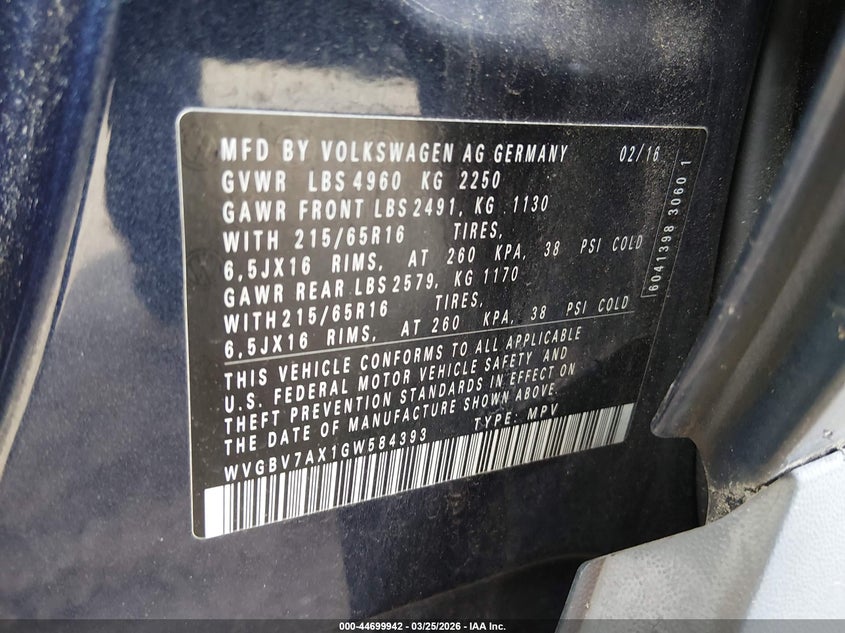 MFD BY VOLKSWAGEN AG GERMANY 02/16
GVWR LBS 4960 KG 2250
GAWR FRONT LBS 2491, KG 1130
WITH 215/65R16 TIRES,
6,5JX16 RIMS, AT 260 KPA, 38 PSI COLD
GAWR REAR LBS 2579, KG 1170
WITH 215/65R16 TIRES,
6,5JX16 RIMS, AT 260 KPA, 38 PSI COLD
THIS VEHICLE CONFORMS TO ALL APPLICABLE
U.S. FEDERAL MOTOR VEHICLE SAFETY AND
THEFT PREVENTION STANDARDS IN EFFECT ON
THE DATE OF MANUFACTURE SHOWN ABOVE.
WVGBV7AX1GW584393 TYPE: MPV
6041398 3060 1
000-44699942 - 03/25/2026 - IAA Inc.